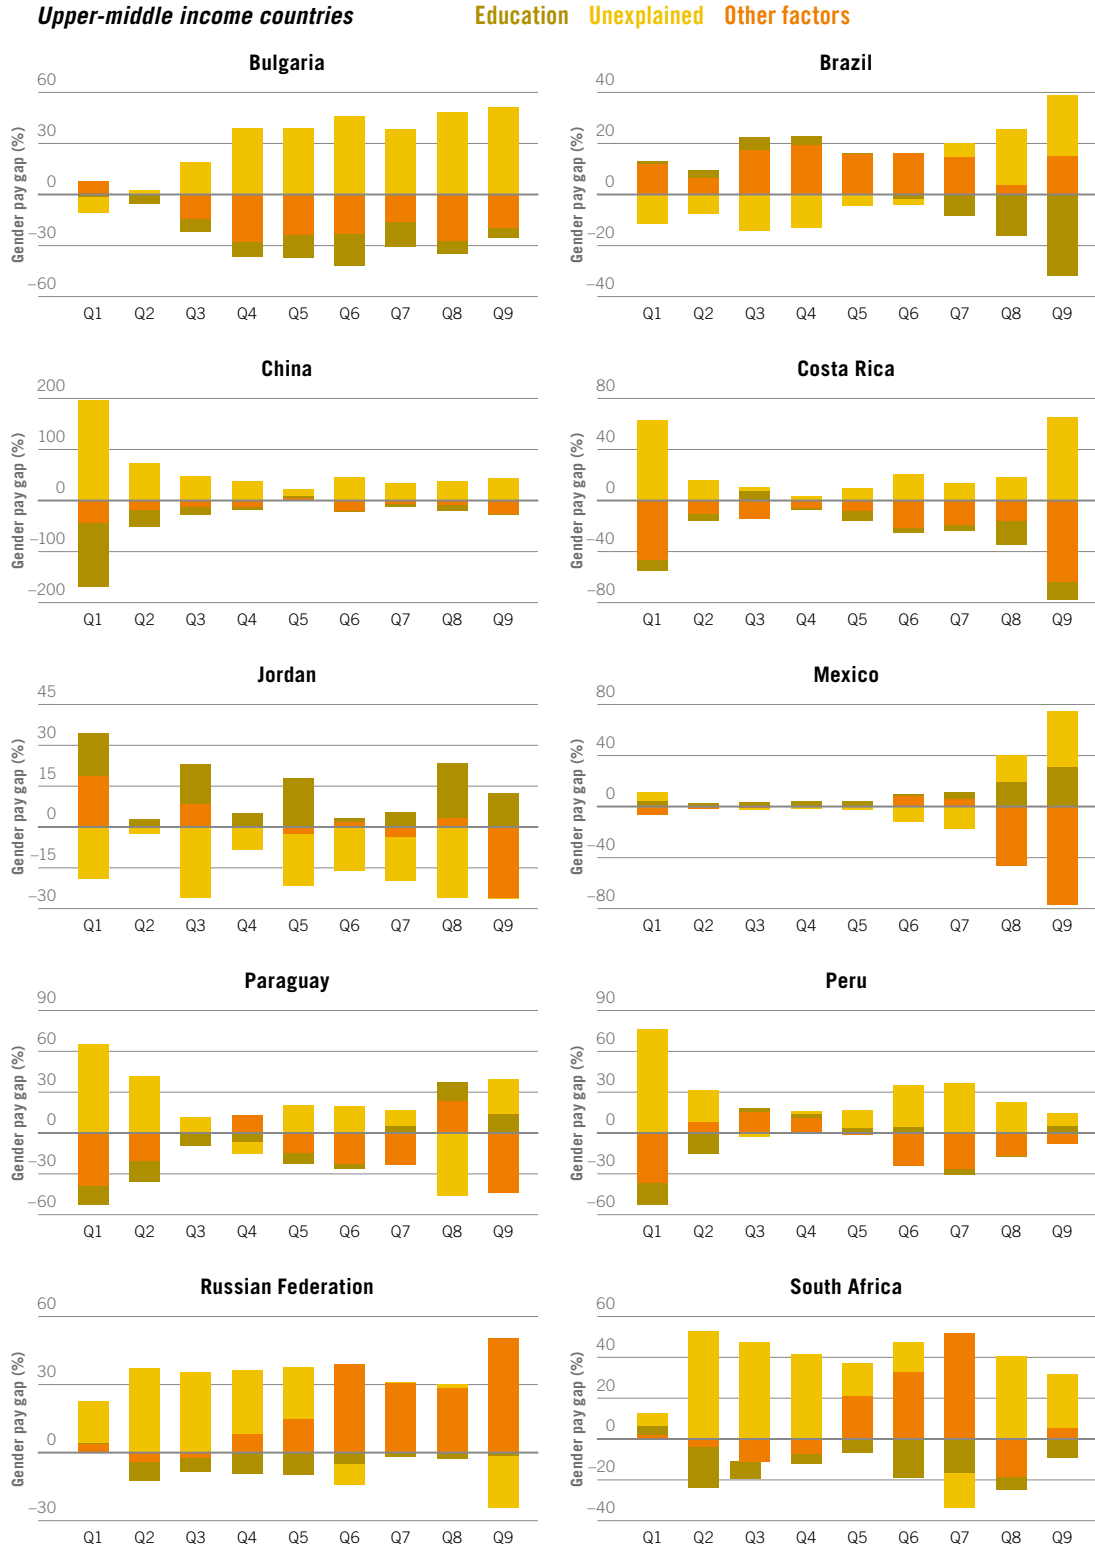 Upper-middle income countries
Education Unexplained Other factors
Bulgaria
Gender pay gap (%)
60
30
0
–30
–60
Q1 Q2 Q3 Q4 Q5 Q6 Q7 Q8 Q9
Brazil
Gender pay gap (%)
40
20
0
–20
–40
Q1 Q2 Q3 Q4 Q5 Q6 Q7 Q8 Q9
China
Gender pay gap (%)
200
100
0
–100
–200
Q1 Q2 Q3 Q4 Q5 Q6 Q7 Q8 Q9
Costa Rica
Gender pay gap (%)
80
40
0
–40
–80
Q1 Q2 Q3 Q4 Q5 Q6 Q7 Q8 Q9
Jordan
Gender pay gap (%)
45
30
15
0
–15
–30
Q1 Q2 Q3 Q4 Q5 Q6 Q7 Q8 Q9
Mexico
Gender pay gap (%)
80
40
0
–40
–80
Q1 Q2 Q3 Q4 Q5 Q6 Q7 Q8 Q9
Paraguay
Gender pay gap (%)
90
60
30
0
–30
–60
Q1 Q2 Q3 Q4 Q5 Q6 Q7 Q8 Q9
Peru
Gender pay gap (%)
90
60
30
0
–30
–60
Q1 Q2 Q3 Q4 Q5 Q6 Q7 Q8 Q9
Russian Federation
Gender pay gap (%)
60
30
0
–30
Q1 Q2 Q3 Q4 Q5 Q6 Q7 Q8 Q9
South Africa
Gender pay gap (%)
60
40
20
0
–20
–40
Q1 Q2 Q3 Q4 Q5 Q6 Q7 Q8 Q9